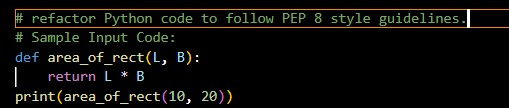 # refactor Python code to follow PEP 8 style guidelines.
# Sample Input Code:
def area_of_rect(L, B):
    return L * B
print(area_of_rect(10, 20))